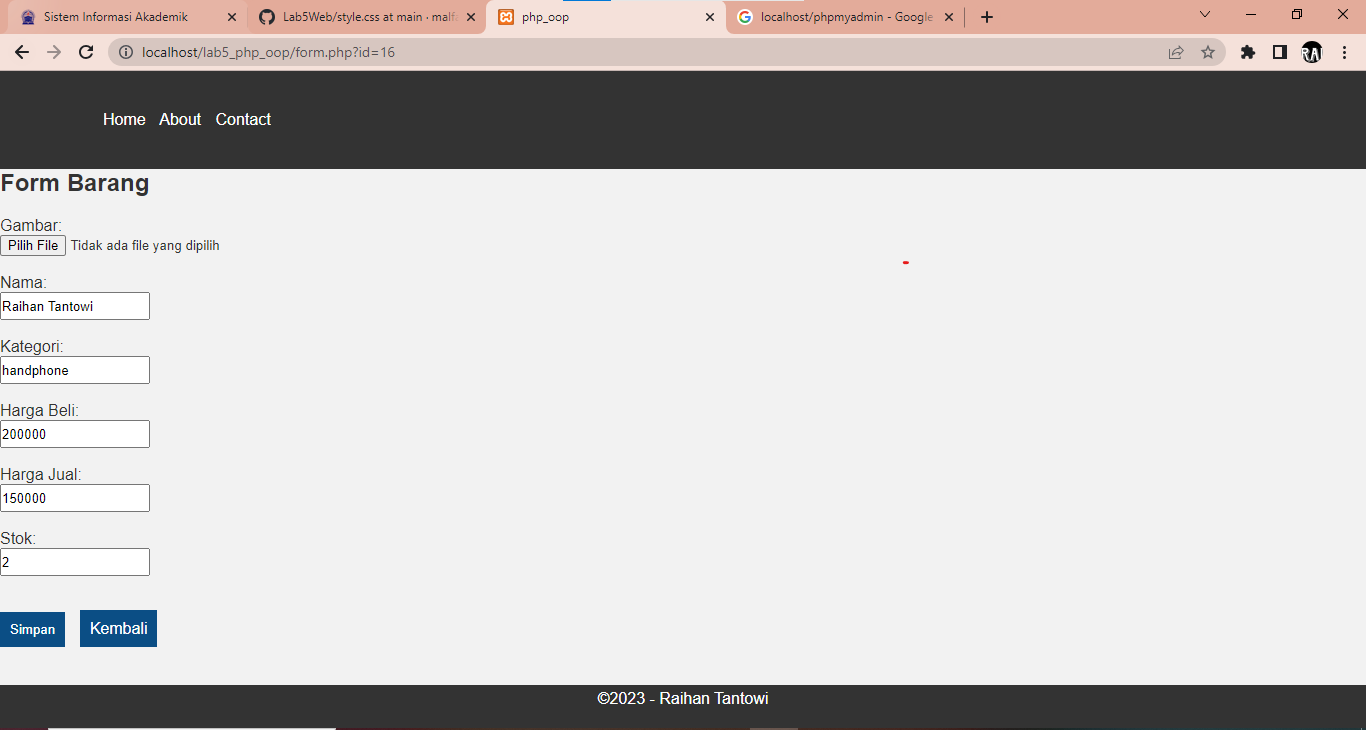 Sistem Informasi Akademik
Lab5Web/style.css at main · malfa
php_oop
localhost/phpmyadmin - Google
localhost/lab5_php_oop/form.php?id=16
RAI
Home About Contact
Form Barang
Gambar:
Pilih File Tidak ada file yang dipilih
Nama:
Raihan Tantowi
Kategori:
handphone
Harga Beli:
200000
Harga Jual:
150000
Stok:
2
Simpan Kembali
©2023 - Raihan Tantowi